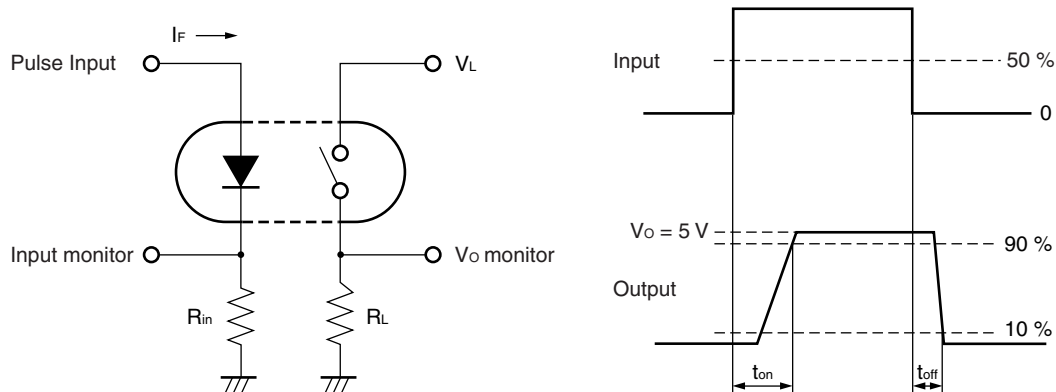 IF
Pulse Input
VL
Input monitor
VO monitor
Rin
RL
Input
50 %
0
VO = 5 V
90 %
Output
10 %
ton
toff